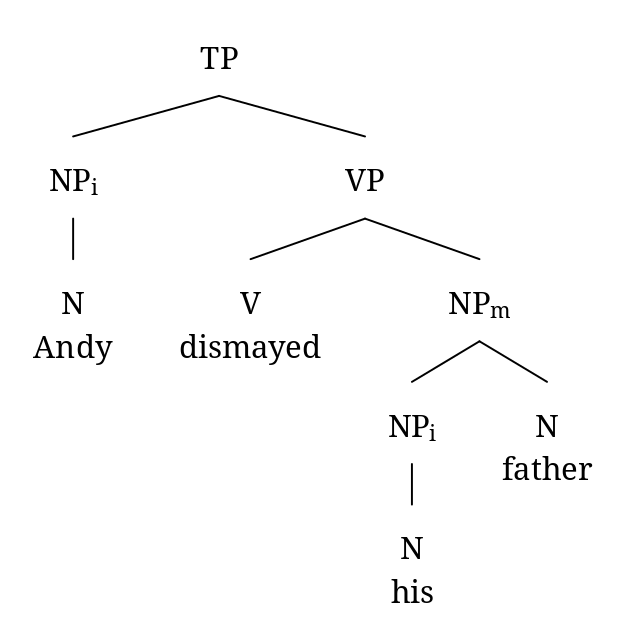 TP
NPi VP
N V NPm
Andy dismayed
NPi N
father
N
his